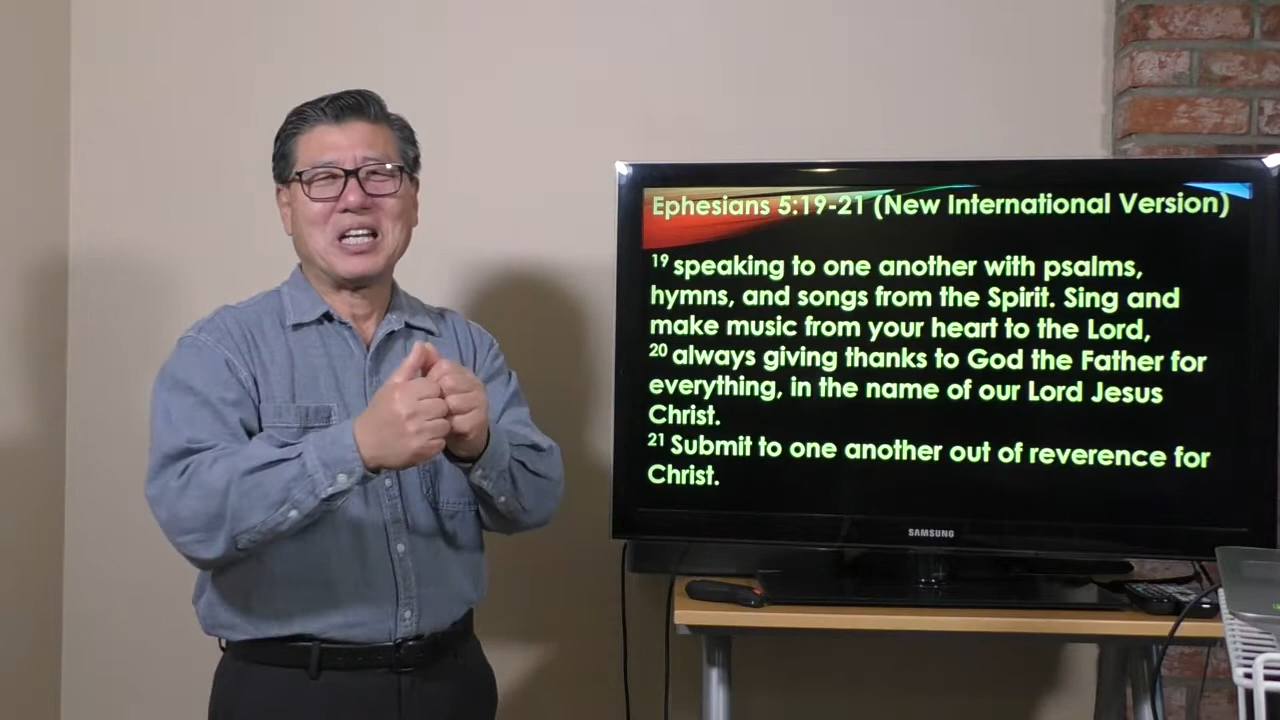 Ephesians 5:19-21 (New International Version)
19 speaking to one another with psalms,
hymns, and songs from the Spirit. Sing and
make music from your heart to the Lord,
20 always giving thanks to God the Father for
everything, in the name of our Lord Jesus
Christ.
21 Submit to one another out of reverence for
Christ.
SAMSUNG